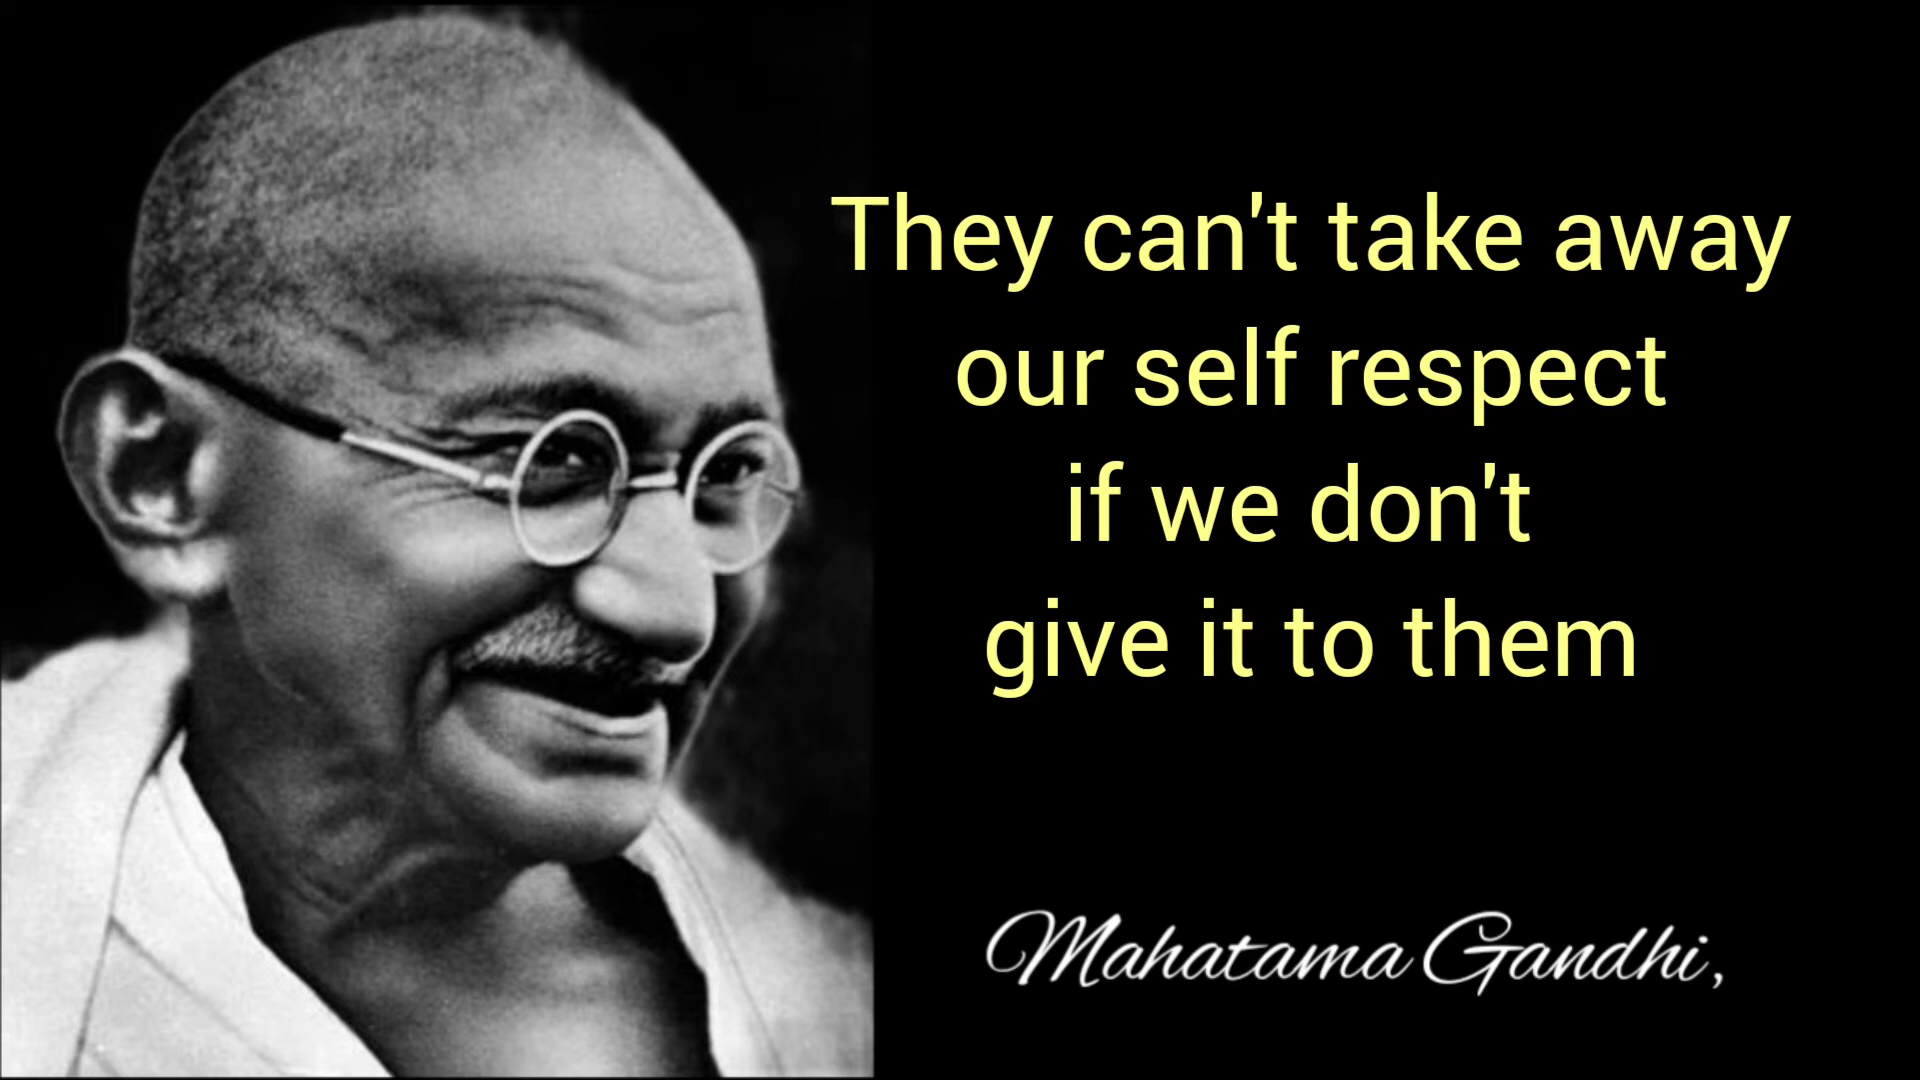 They can't take away
our self respect
if we don't
give it to them
Mahatama Gandhi,